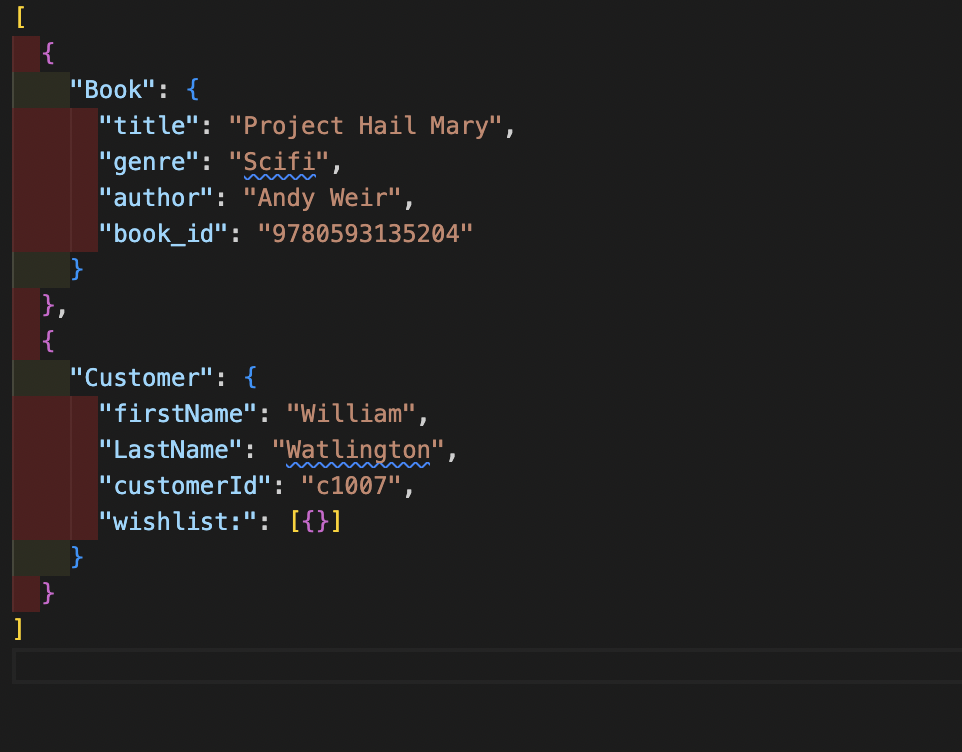 [
  {
    "Book": {
      "title": "Project Hail Mary",
      "genre": "Scifi",
      "author": "Andy Weir",
      "book_id": "9780593135204"
    }
  },
  {
    "Customer": {
      "firstName": "William",
      "LastName": "Watlington",
      "customerId": "c1007",
      "wishlist:": [{}]
    }
  }
]